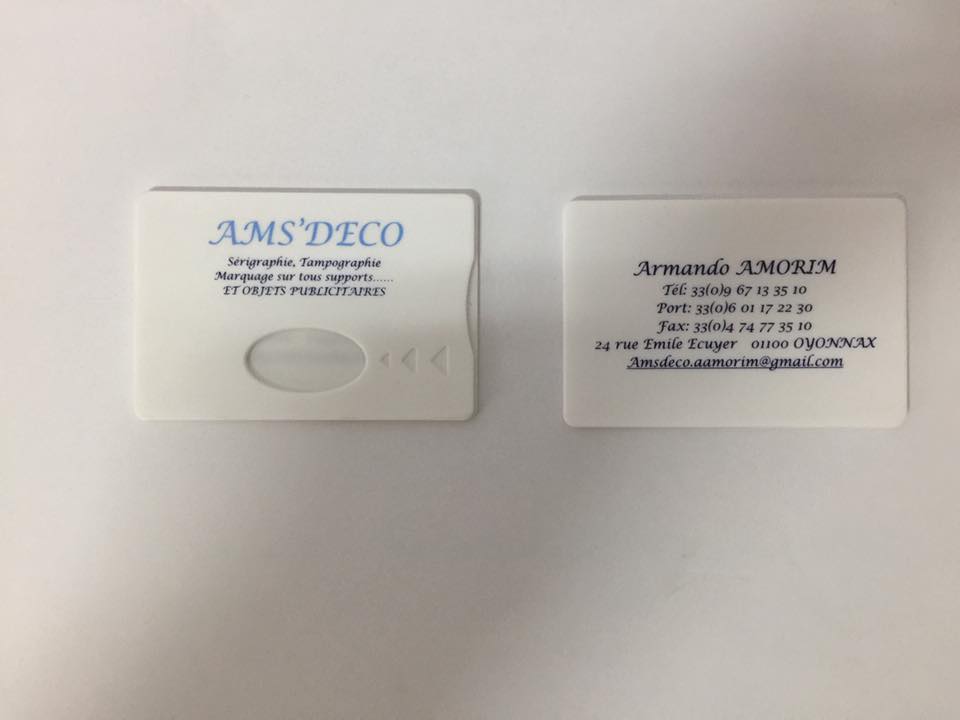 AMS'DECO
Sérigraphie, Tampographie
Marquage sur tous supports......
ET OBJETS PUBLICITAIRES
Armando AMORIM
Tél: 33(0)9 67 13 35 10
Port: 33(0)6 01 17 22 30
Fax: 33(0)4 74 77 35 10
24 rue Emile Ecuyer 01100 OYONNAX
Amsdeco.aamorim@gmail.com